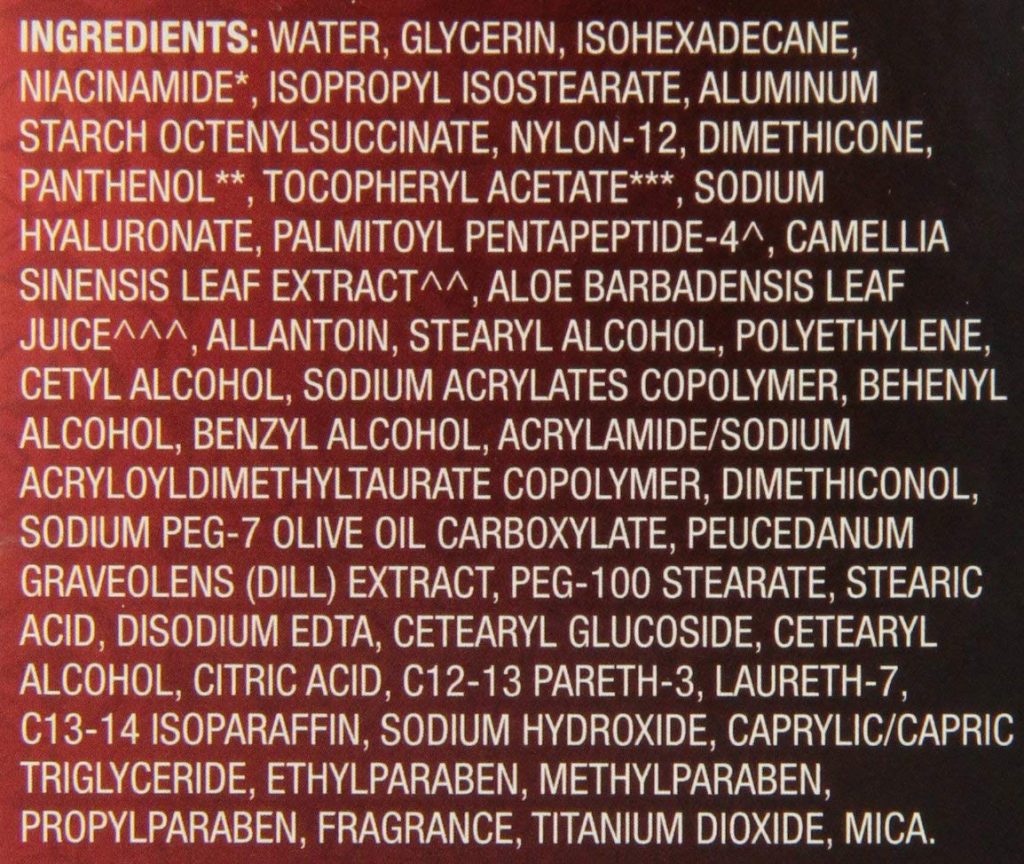 INGREDIENTS: WATER, GLYCERIN, ISOHEXADECANE,
NIACINAMIDE*, ISOPROPYL ISOSTEARATE, ALUMINUM
STARCH OCTENYLSUCCINATE, NYLON-12, DIMETHICONE,
PANTHENOL**, TOCOPHERYL ACETATE***, SODIUM
HYALURONATE, PALMITOYL PENTAPEPTIDE-4^, CAMELLIA
SINENSIS LEAF EXTRACT^^, ALOE BARBADENSIS LEAF
JUICE^^^, ALLANTOIN, STEARYL ALCOHOL, POLYETHYLENE,
CETYL ALCOHOL, SODIUM ACRYLATES COPOLYMER, BEHENYL
ALCOHOL, BENZYL ALCOHOL, ACRYLAMIDE/SODIUM
ACRYLOYLDIMETHYLTAURATE COPOLYMER, DIMETHICONOL,
SODIUM PEG-7 OLIVE OIL CARBOXYLATE, PEUCEDANUM
GRAVEOLENS (DILL) EXTRACT, PEG-100 STEARATE, STEARIC
ACID, DISODIUM EDTA, CETEARYL GLUCOSIDE, CETEARYL
ALCOHOL, CITRIC ACID, C12-13 PARETH-3, LAURETH-7,
C13-14 ISOPARAFFIN, SODIUM HYDROXIDE, CAPRYLIC/CAPRIC
TRIGLYCERIDE, ETHYLPARABEN, METHYLPARABEN,
PROPYLPARABEN, FRAGRANCE, TITANIUM DIOXIDE, MICA.